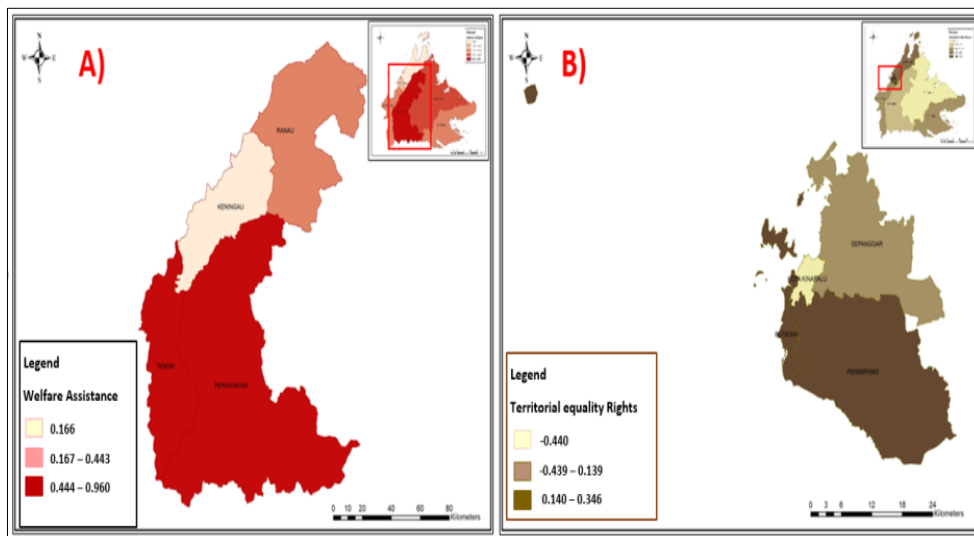 A)
N
W
E
S
RANAU
KENINGAU
TENOM
PENSIANGAN
Legend
Welfare Assistance
0.166
0.167 – 0.443
0.444 – 0.960
0 10 20 40 60 80
Kilometers
B)
N
W
E
S
SEPANGGAR
KOTA KINABALU
PENAMPANG
Legend
Territorial equality Rights
-0.440
-0.439 – 0.139
0.140 – 0.346
0 3 6 12 18 24
Kilometers